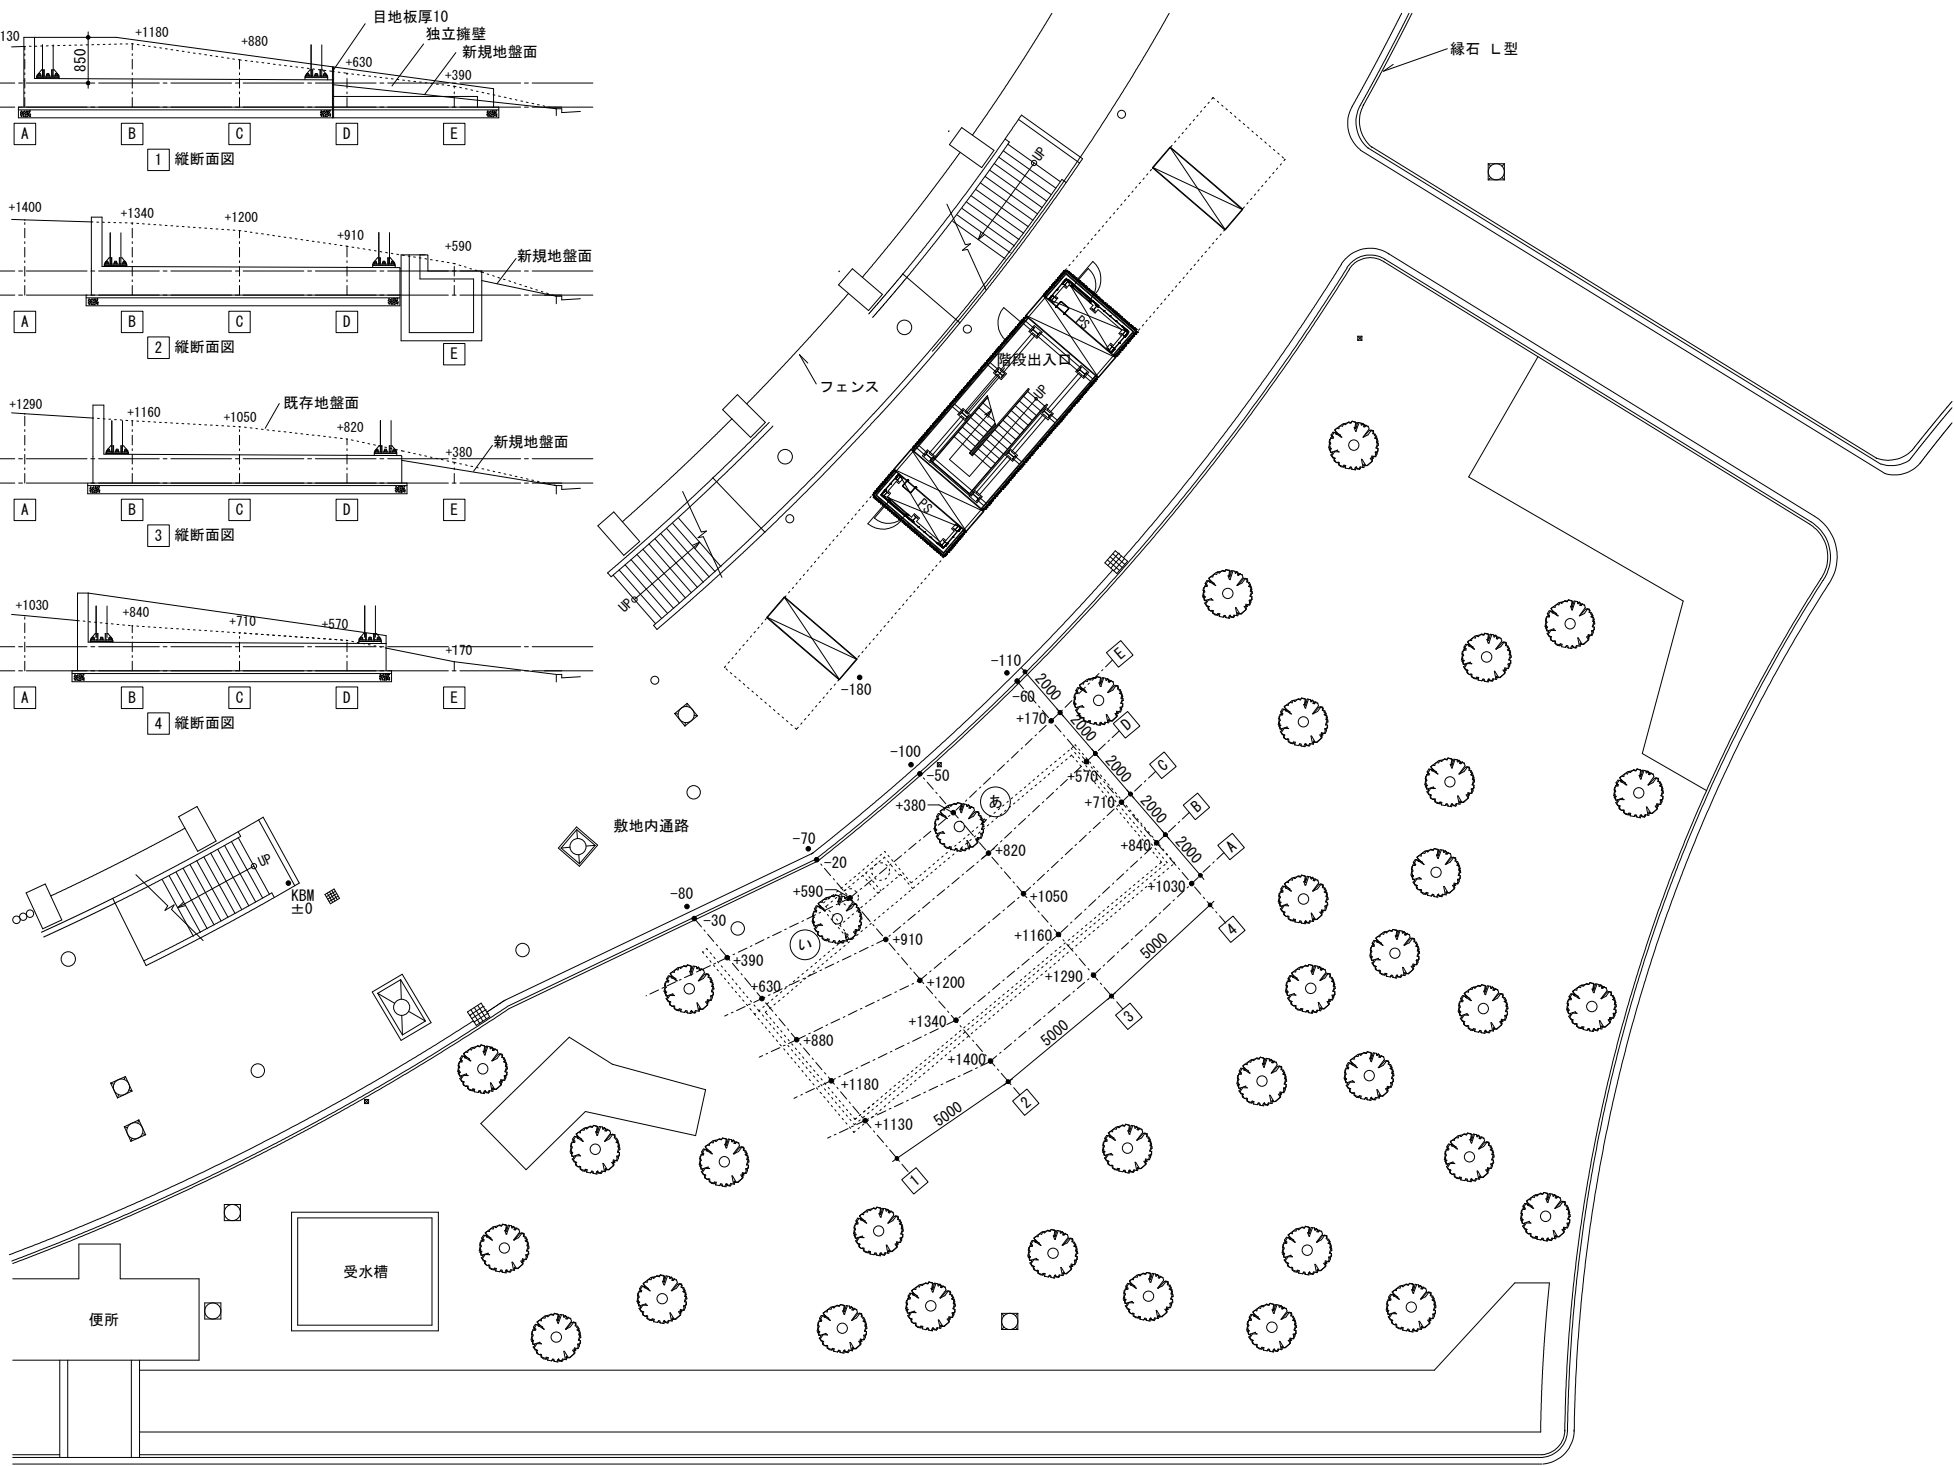 目地板厚10
独立擁壁
新規地盤面
130
+1180
+880
+630
+390
850
A
B
C
D
E
1 縦断面図
+1400
+1340
+1200
+910
+590
新規地盤面
A
B
C
D
E
2 縦断面図
+1290
+1160
+1050
既存地盤面
+820
+380
新規地盤面
A
B
C
D
E
3 縦断面図
+1030
+840
+710
+570
+170
A
B
C
D
E
4 縦断面図
縁石 L型
UP
PS
階段出入口
UP
フェンス
PS
UP
-180
-110
-60
+170
E
2000
D
2000
C
2000
B
2000
A
2000
+570
+710
+840
+1030
4
-100
-50
+380
あ
+820
+1050
+1160
+1290
5000
3
敷地内通路
-70
-20
+590
い
+910
+1200
+1340
+1400
5000
2
-80
-30
+390
+630
+880
+1180
+1130
5000
1
UP
KBM
±0
受水槽
便所